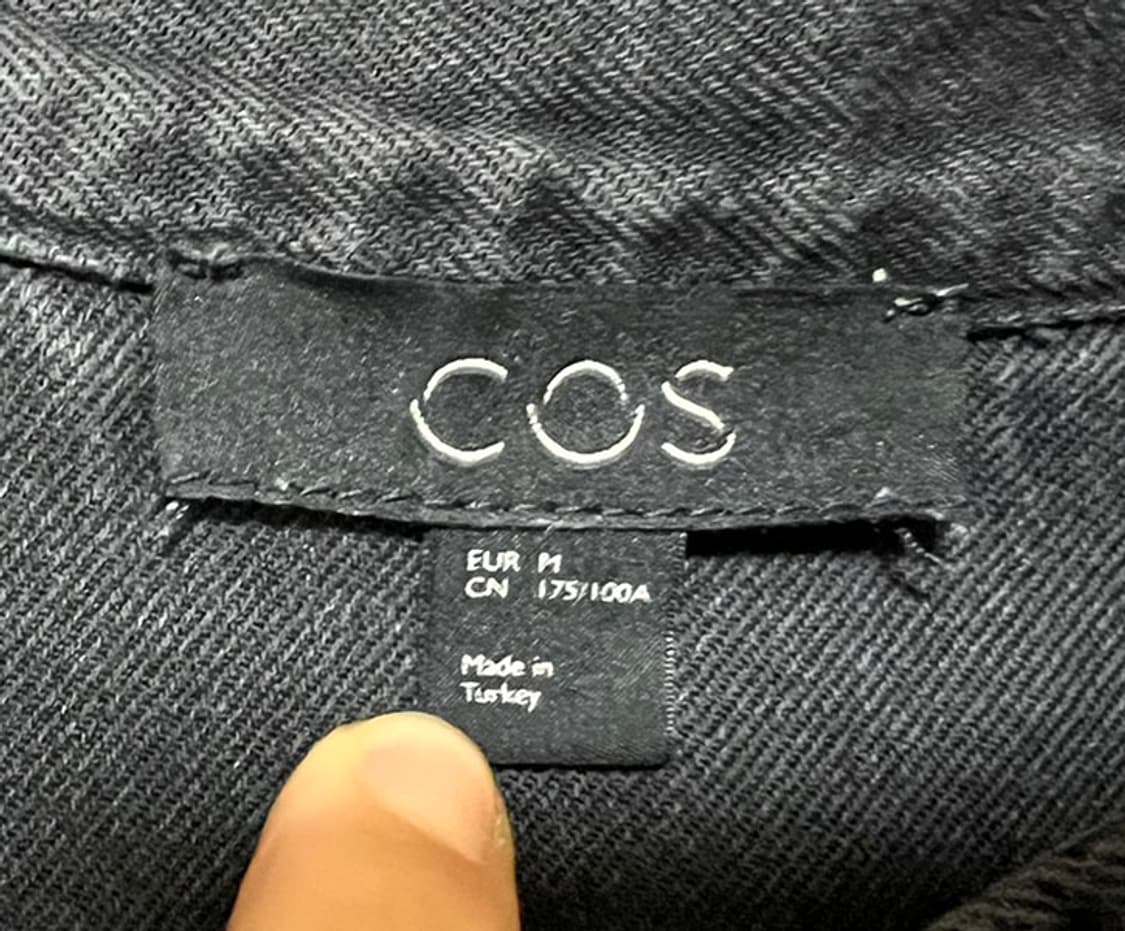 COS
EUR M
CN 175/100A
Made in
Turkey